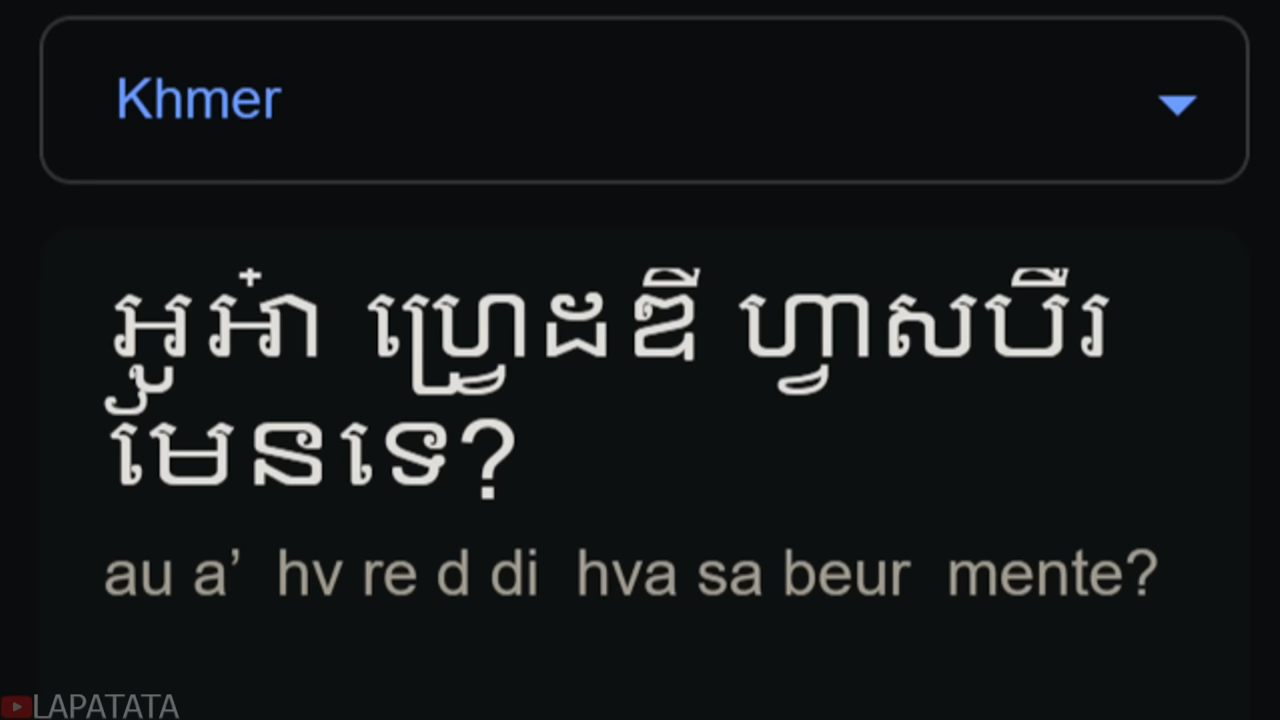 Khmer
អូអ៎ា ហ្វ្រេដឌី ហ្វាសបឺរ
មែនទេ?
au a’ hv re d di hva sa beur mente?
LAPATATA